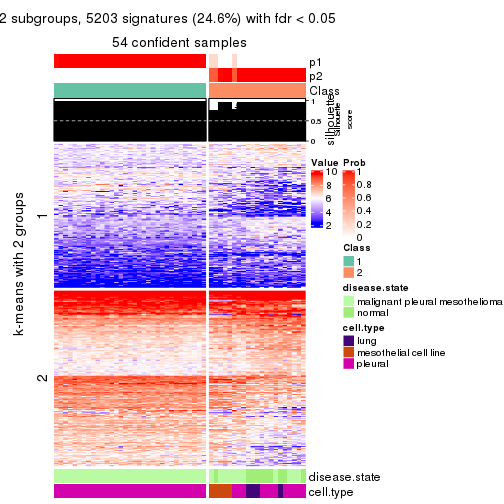 2 subgroups, 5203 signatures (24.6%) with fdr < 0.05
54 confident samples
p1
p2
Class
silhouette
Silhouette
score
1
0.5
0
k-means with 2 groups
1
2
disease.state
cell.type
Value
10
8
6
4
2
Prob
1
0.8
0.6
0.4
0.2
0
Class
1
2
disease.state
malignant pleural mesothelioma
normal
cell.type
lung
mesothelial cell line
pleural